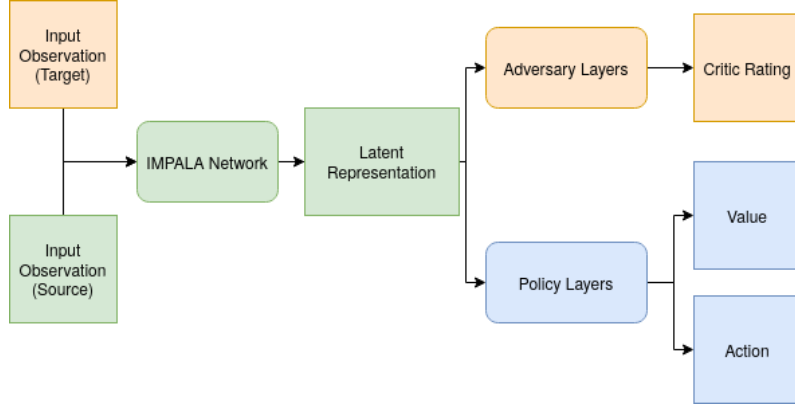 Input
Observation
(Target)
Input
Observation
(Source)
IMPALA Network
Latent
Representation
Adversary Layers
Critic Rating
Policy Layers
Value
Action